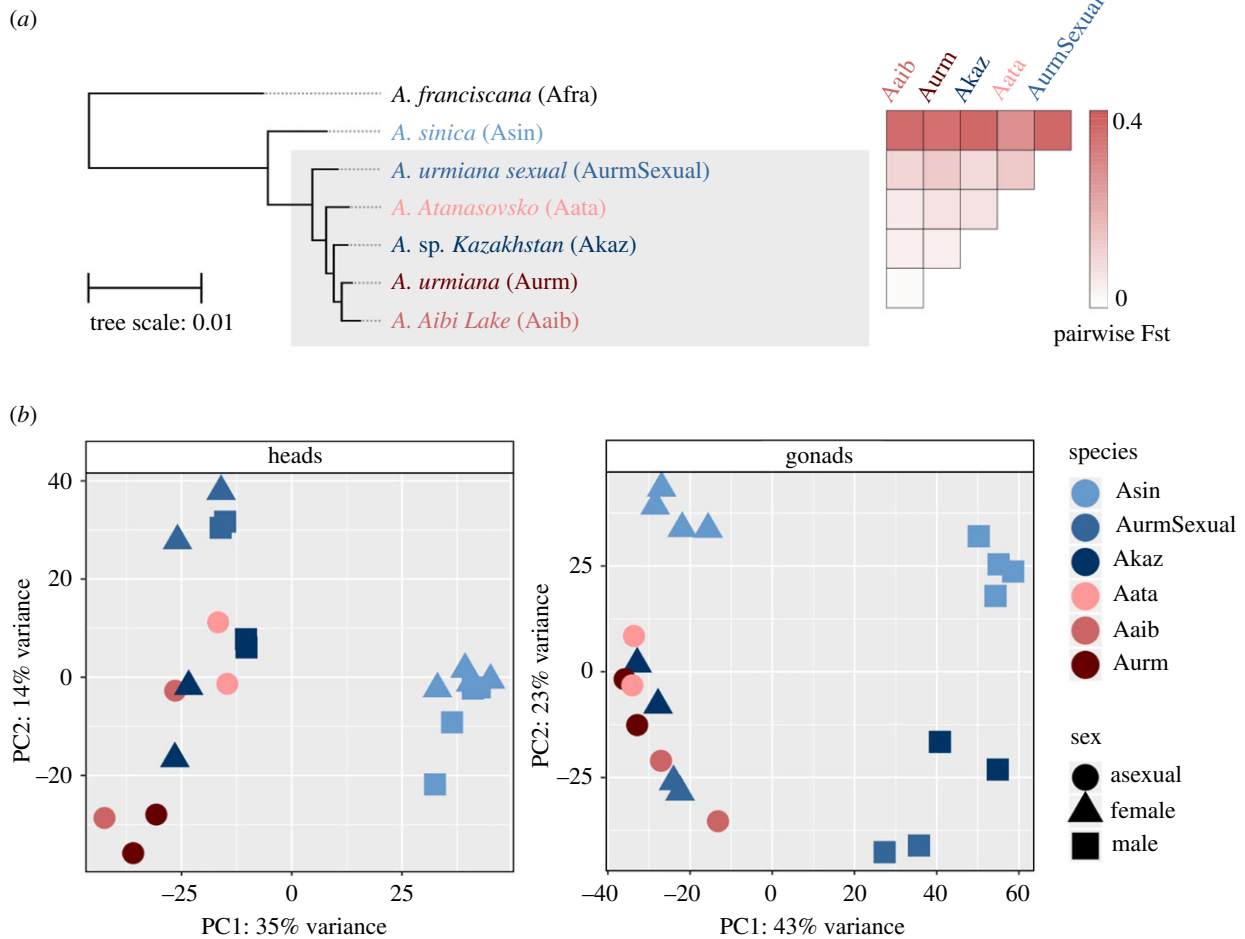 (a)
A. franciscana (Afra)
A. sinica (Asin)
A. urmiana sexual (AurmSexual)
A. Atanasovsko (Aata)
A. sp. Kazakhstan (Akaz)
A. urmiana (Aurm)
A. Aibi Lake (Aaib)
tree scale: 0.01
Aaib
Aurm
Akaz
Aata
AurmSexual
0.4
0
pairwise Fst
(b)
heads
40
20
0
–20
PC2: 14% variance
–25
0
25
PC1: 35% variance
gonads
25
0
–25
PC2: 23% variance
–40
–20
0
20
40
60
PC1: 43% variance
species
Asin
AurmSexual
Akaz
Aata
Aaib
Aurm
sex
asexual
female
male